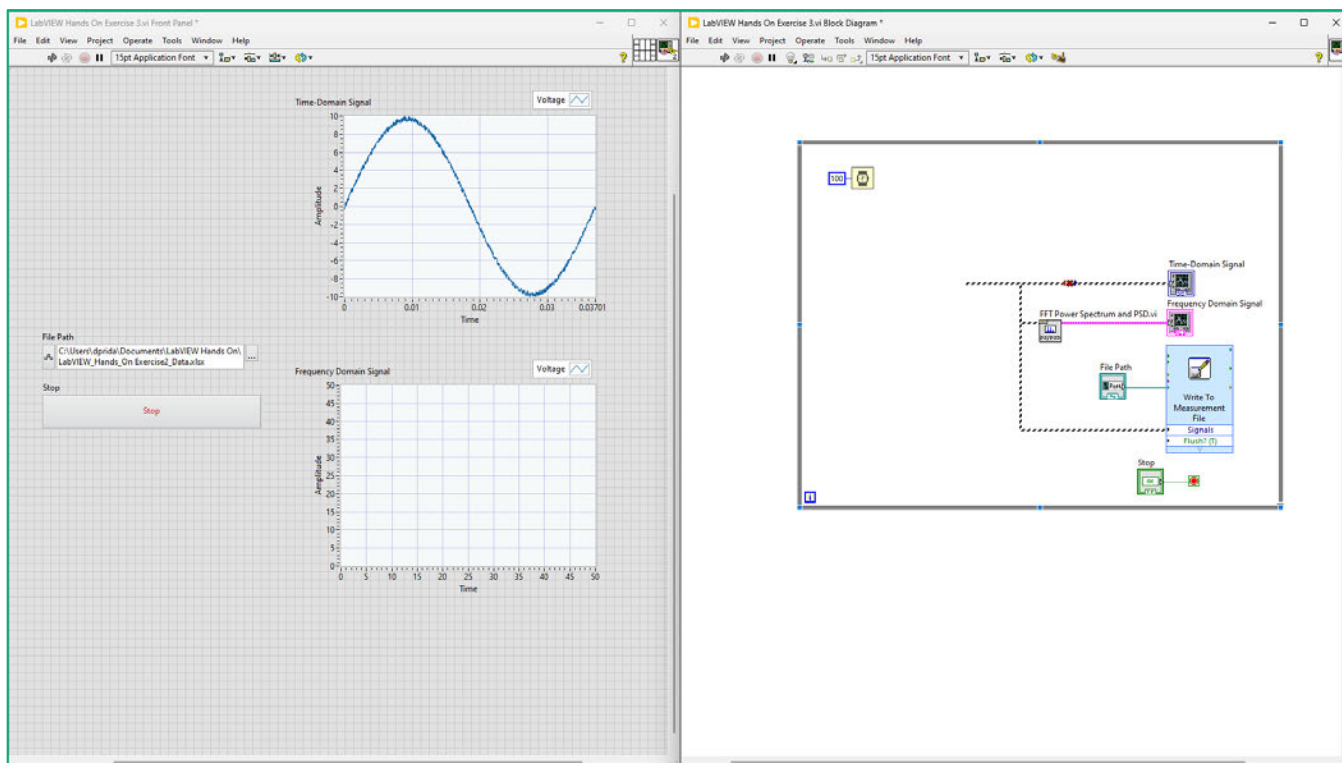 LabVIEW Hands On Exercise 3.vi Front Panel *
File Edit View Project Operate Tools Window Help
15pt Application Font
Time-Domain Signal
Voltage
10
8
6
4
2
0
-2
-4
-6
-8
-10
Amplitude
0 0.01 0.02 0.03 0.03701
Time
File Path
C:\Users\dprida\Documents\LabVIEW Hands On\
LabVIEW_Hands_On Exercise2_Data.xlsx
...
Stop
Stop
Frequency Domain Signal
Voltage
50
45
40
35
30
25
20
15
10
5
0
Amplitude
0 5 10 15 20 25 30 35 40 45 50
Time
LabVIEW Hands On Exercise 3.vi Block Diagram *
File Edit View Project Operate Tools Window Help
15pt Application Font
100
Time-Domain Signal
Frequency Domain Signal
FFT Power Spectrum and PSD.vi
File Path
Write To
Measurement
File
Signals
Flush? (T)
Stop
i